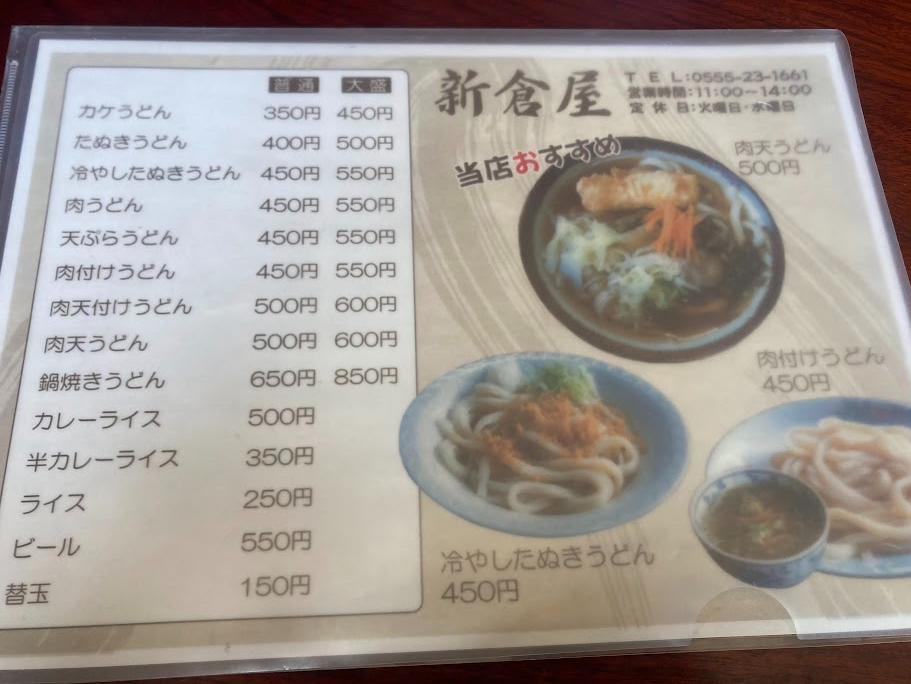 普通 大盛
カケうどん 350円 450円
たぬきうどん 400円 500円
冷やしたぬきうどん 450円 550円
肉うどん 450円 550円
天ぷらうどん 450円 550円
肉付けうどん 450円 550円
肉天付けうどん 500円 600円
肉天うどん 500円 600円
鍋焼きうどん 650円 850円
カレーライス 500円
半カレーライス 350円
ライス 250円
ビール 550円
替玉 150円
新倉屋
TEL:0555-23-1661
営業時間:11:00～14:00
定休日:火曜日・水曜日
当店おすすめ
肉天うどん
500円
肉付けうどん
450円
冷やしたぬきうどん
450円